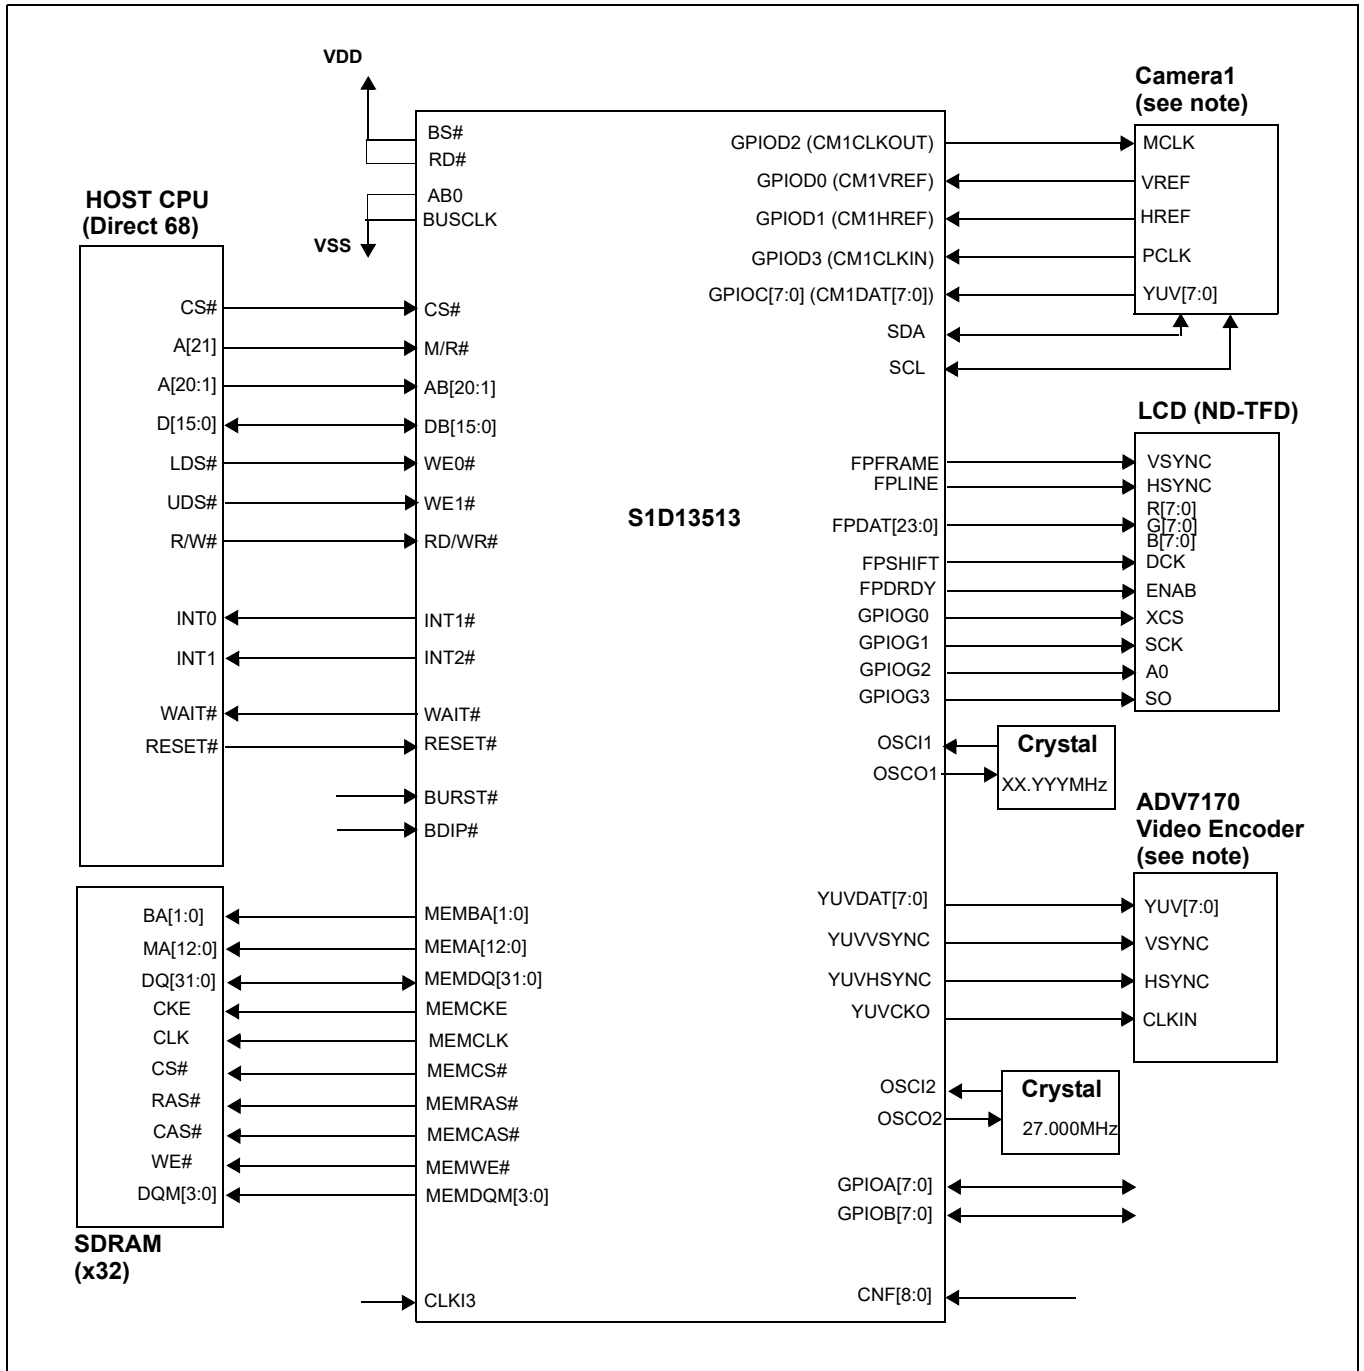 VDD
BS#
RD#
AB0
BUSCLK
VSS
HOST CPU
(Direct 68)
CS#
A[21]
A[20:1]
D[15:0]
LDS#
UDS#
R/W#
INT0
INT1
WAIT#
RESET#
CS#
M/R#
AB[20:1]
DB[15:0]
WE0#
WE1#
RD/WR#
INT1#
INT2#
WAIT#
RESET#
BURST#
BDIP#
BA[1:0]
MA[12:0]
DQ[31:0]
CKE
CLK
CS#
RAS#
CAS#
WE#
DQM[3:0]
SDRAM
(x32)
MEMBA[1:0]
MEMA[12:0]
MEMDQ[31:0]
MEMCKE
MEMCLK
MEMCS#
MEMRAS#
MEMCAS#
MEMWE#
MEMDQM[3:0]
CLKI3
S1D13513
GPIOD2 (CM1CLKOUT)
GPIOD0 (CM1VREF)
GPIOD1 (CM1HREF)
GPIOD3 (CM1CLKIN)
GPIOC[7:0] (CM1DAT[7:0])
SDA
SCL
Camera1
(see note)
MCLK
VREF
HREF
PCLK
YUV[7:0]
FPFRAME
FPLINE
FPDAT[23:0]
FPSHIFT
FPDRDY
GPIOG0
GPIOG1
GPIOG2
GPIOG3
LCD (ND-TFD)
VSYNC
HSYNC
R[7:0]
G[7:0]
B[7:0]
DCK
ENAB
XCS
SCK
A0
SO
OSCI1
OSCO1
Crystal
XX.YYYMHz
ADV7170
Video Encoder
(see note)
YUVDAT[7:0]
YUVVSYNC
YUVHSYNC
YUVCKO
YUV[7:0]
VSYNC
HSYNC
CLKIN
OSCI2
OSCO2
Crystal
27.000MHz
GPIOA[7:0]
GPIOB[7:0]
CNF[8:0]